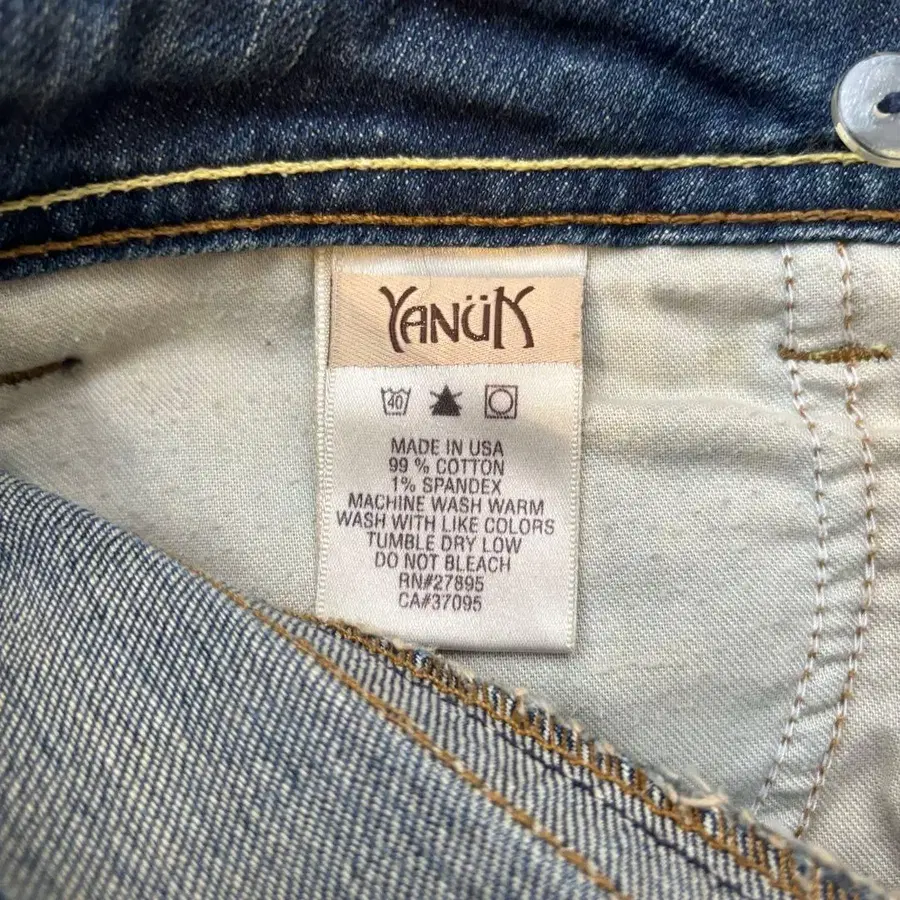 YANÜK
40
MADE IN USA
99 % COTTON
1% SPANDEX
MACHINE WASH WARM
WASH WITH LIKE COLORS
TUMBLE DRY LOW
DO NOT BLEACH
RN#27895
CA#37095